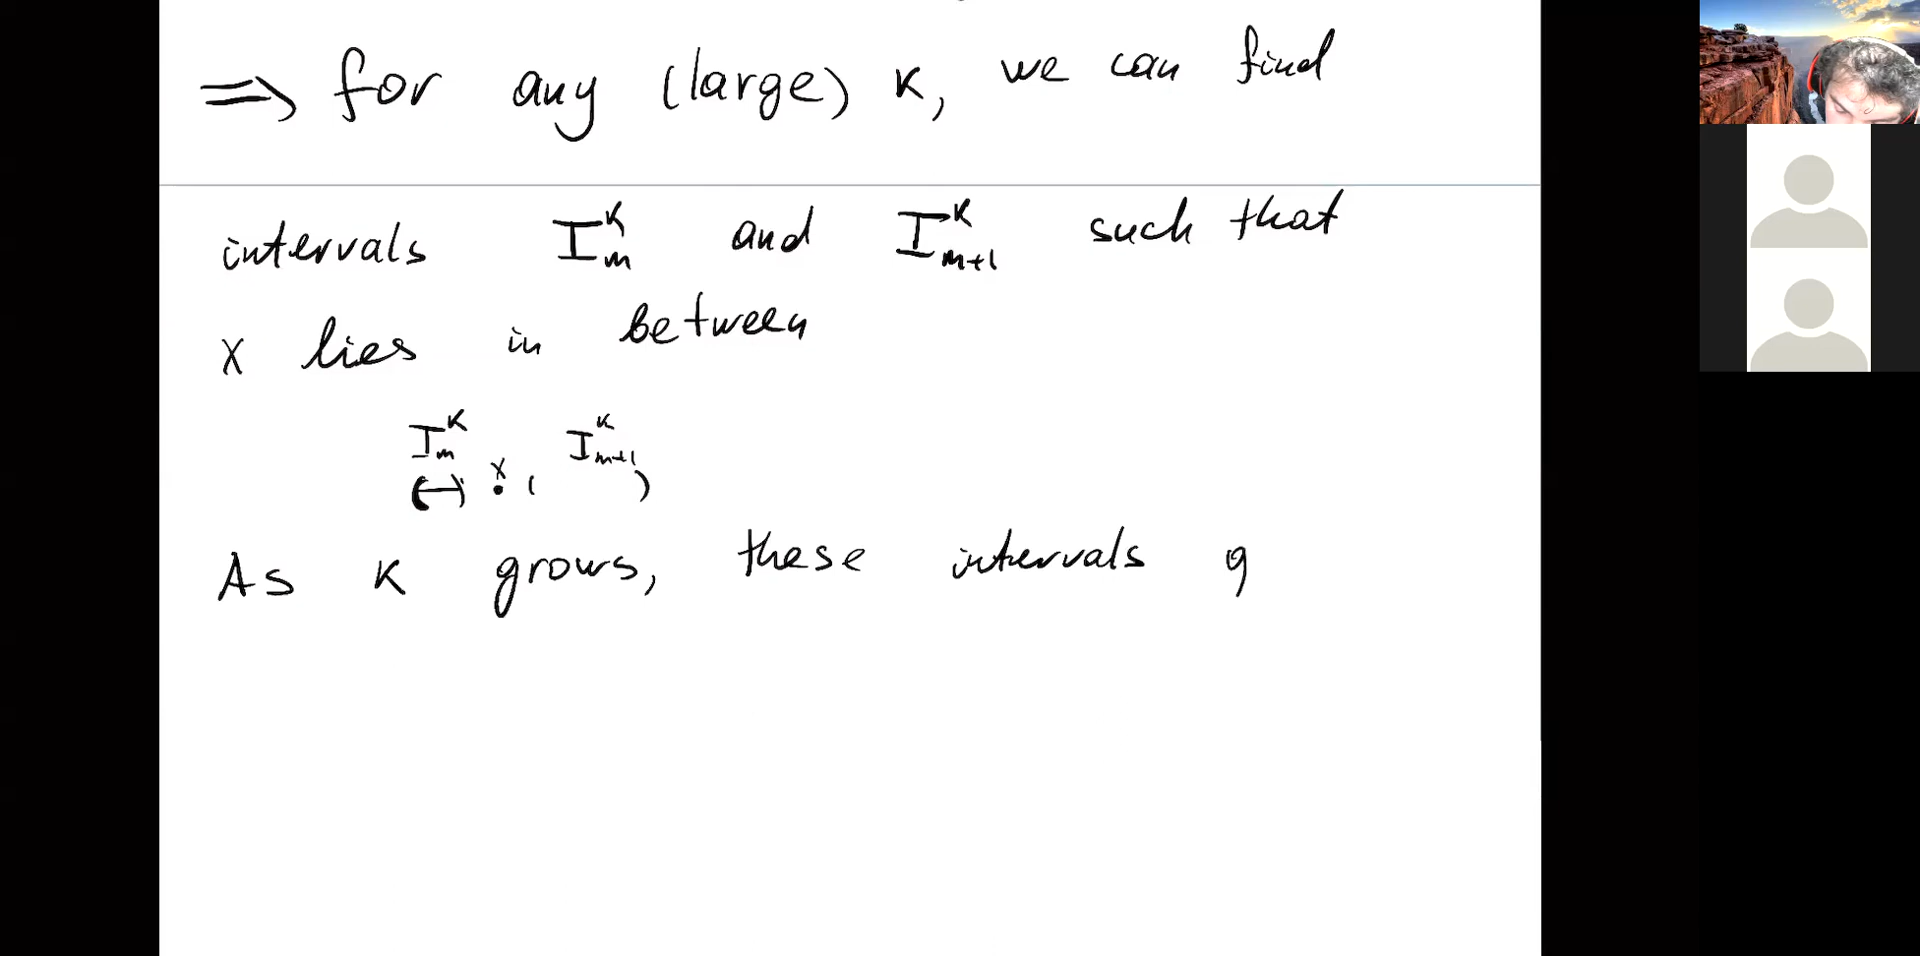 ⇒ for any (large) K, we can find
intervals I_m^K and I_{m+1}^K such that
x lies in between
I_m^K I_{m+1}^K
(—) x • ( )
As K grows, these intervals g